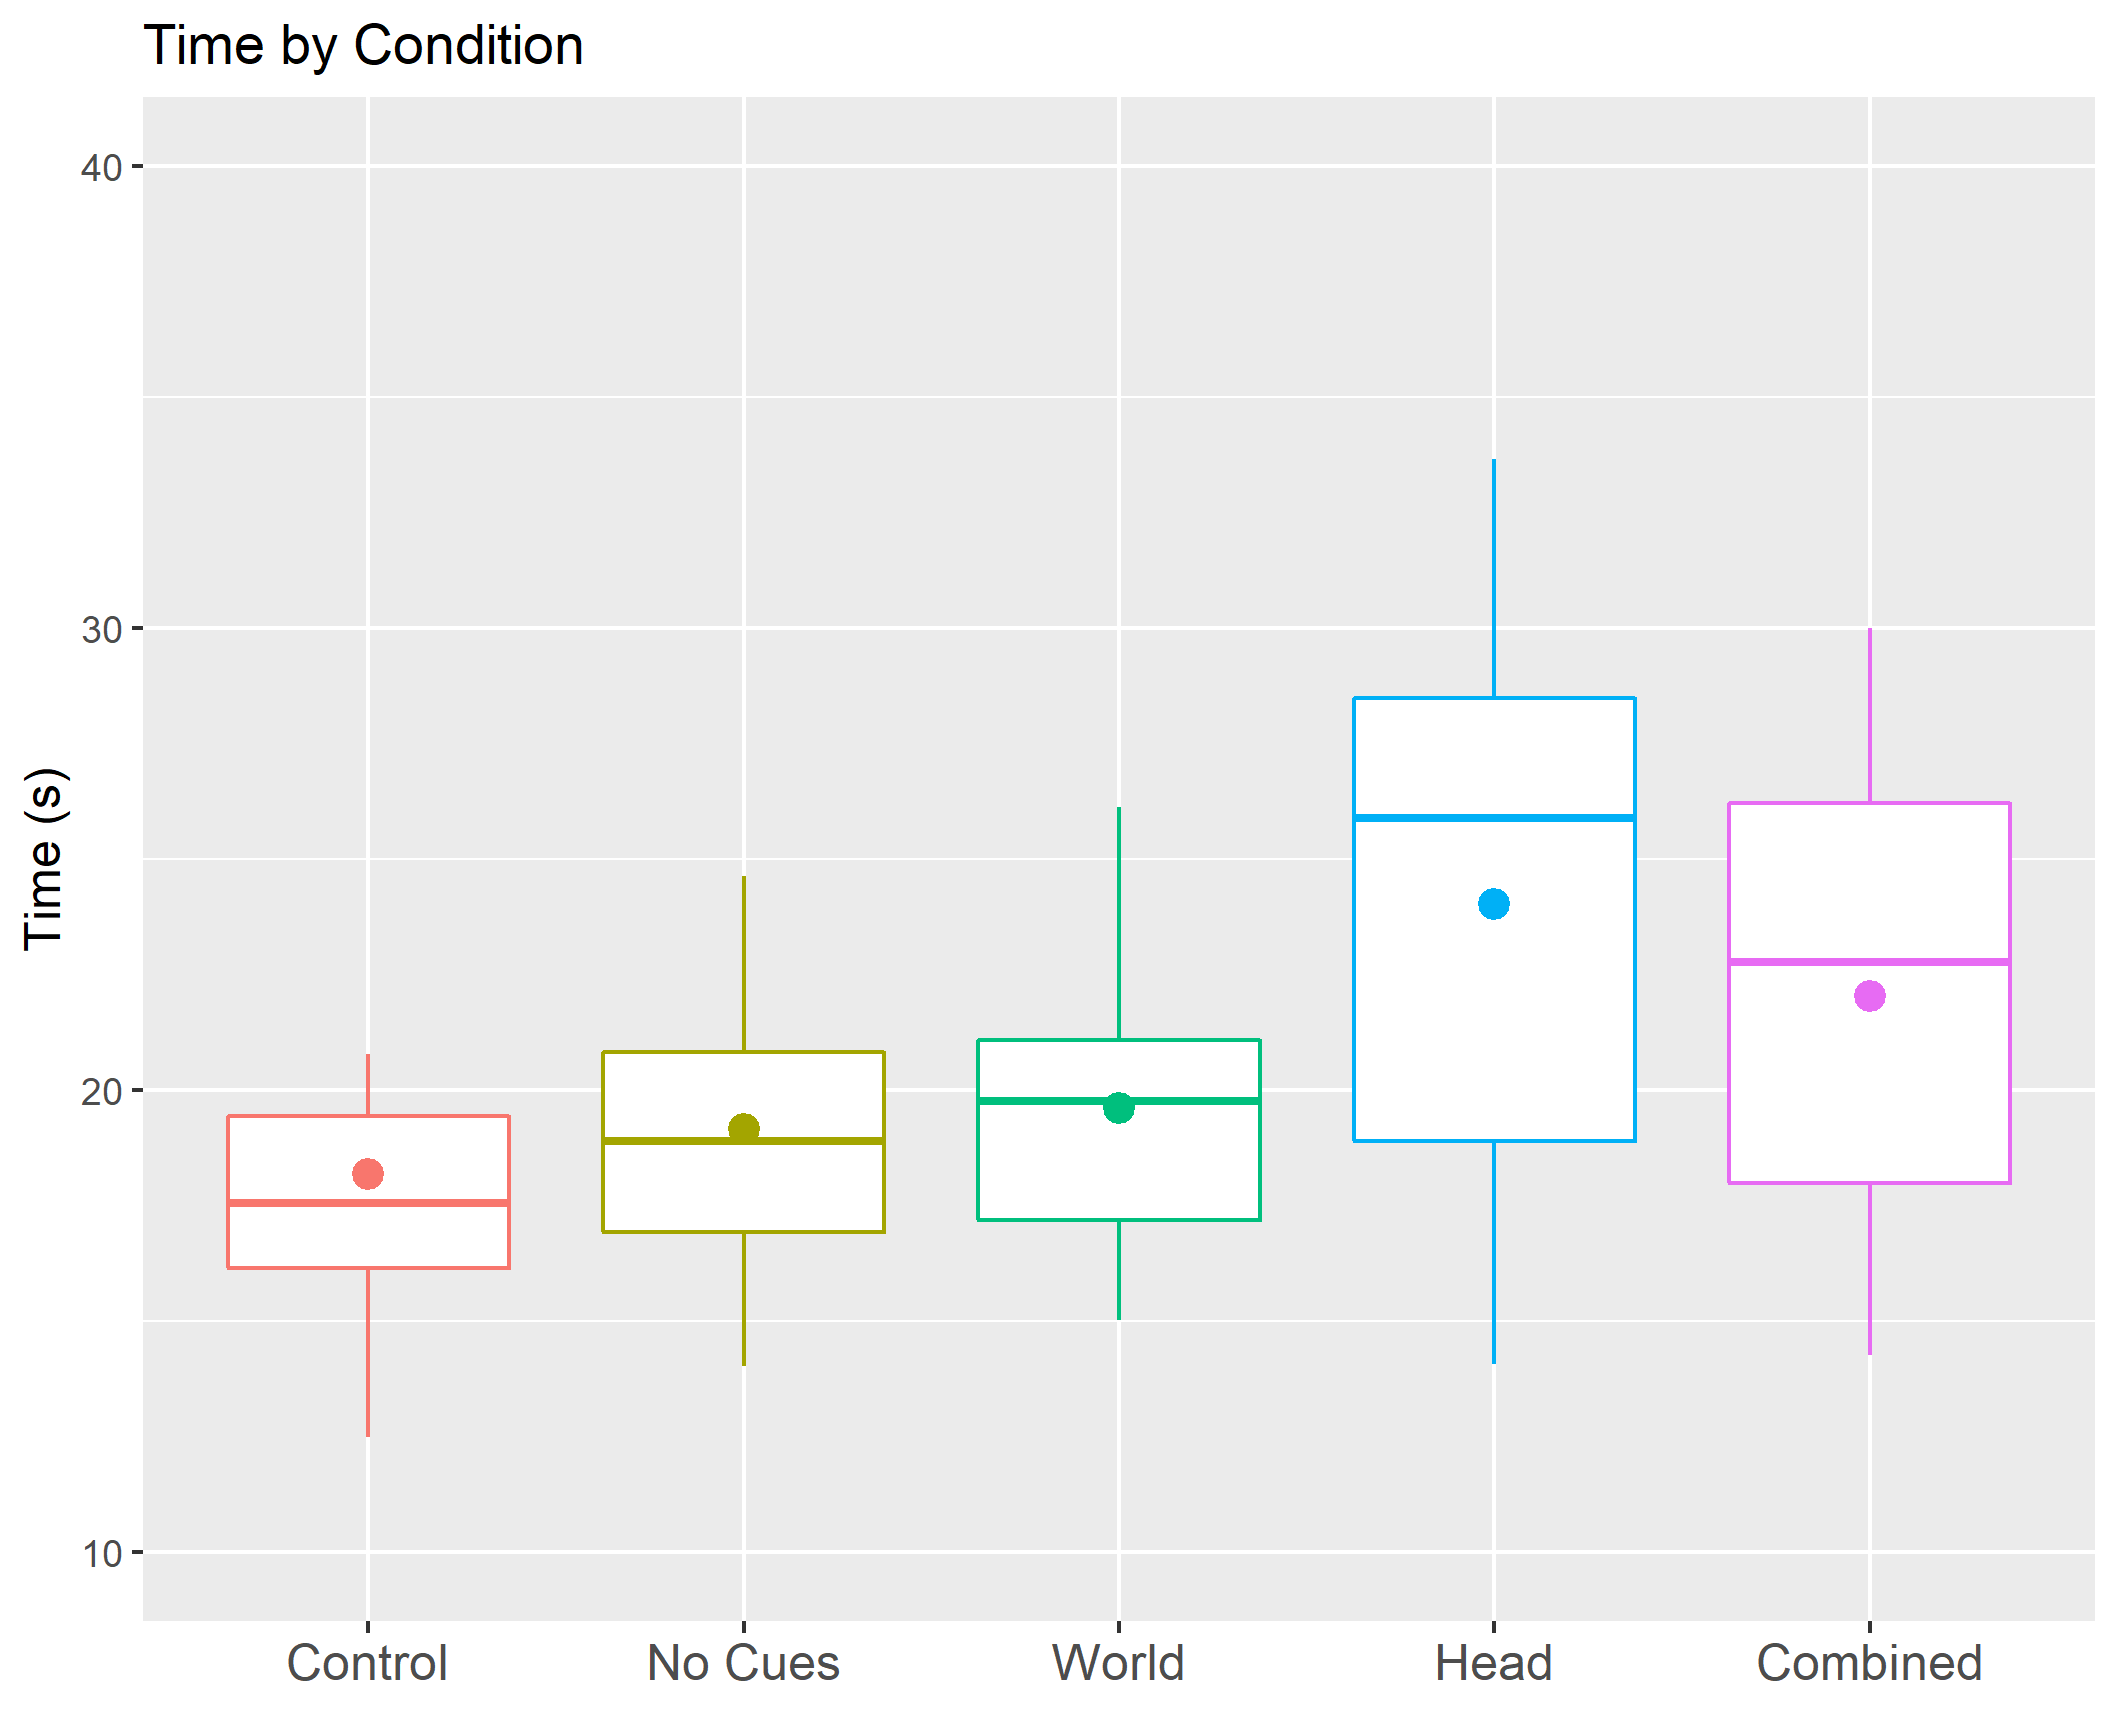 Time by Condition
40
30
20
10
Time (s)
Control
No Cues
World
Head
Combined